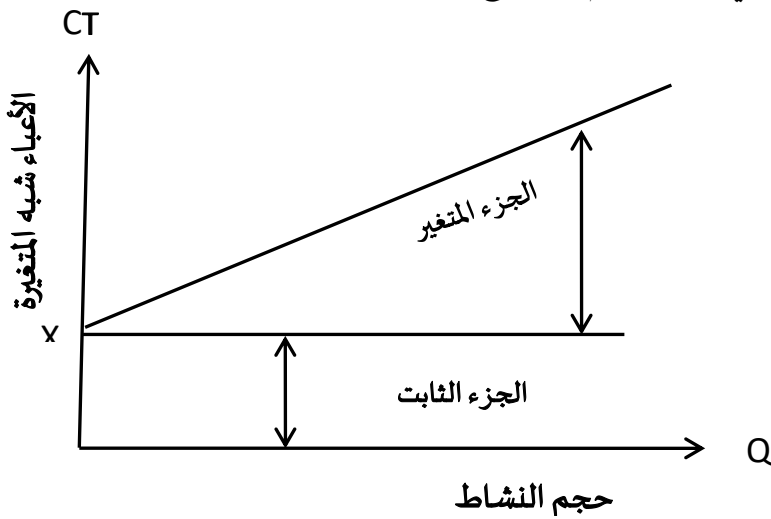 CT
الأعباء شبه المتغيرة
الجزء المتغير
الجزء الثابت
Q
حجم النشاط